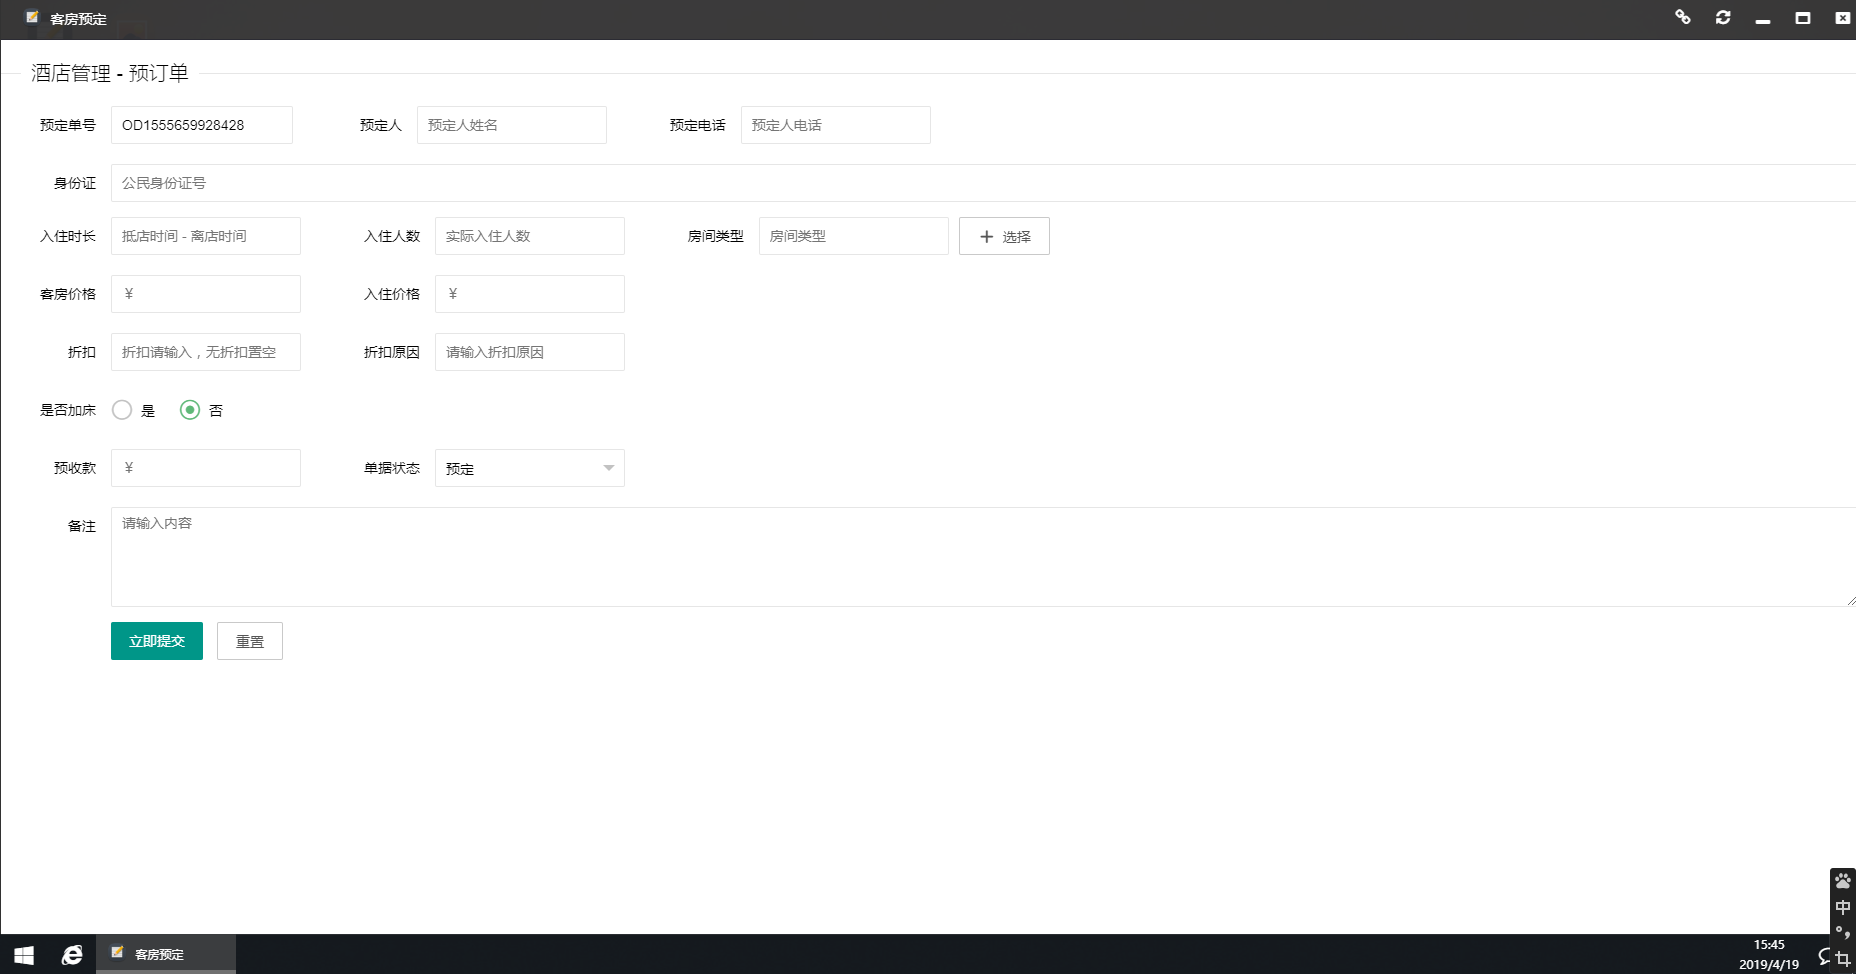 客房预定
酒店管理 - 预订单
预定单号 OD1555659928428 预定人 预定人姓名 预定电话 预定人电话
身份证 公民身份证号
入住时长 抵店时间 - 离店时间 入住人数 实际入住人数 房间类型 房间类型 选择
客房价格 ¥ 入住价格 ¥
折扣 折扣请输入，无折扣置空 折扣原因 请输入折扣原因
是否加床 是 否
预收款 ¥ 单据状态 预定
备注 请输入内容
立即提交 重置
中
客房预定
15:45
2019/4/19